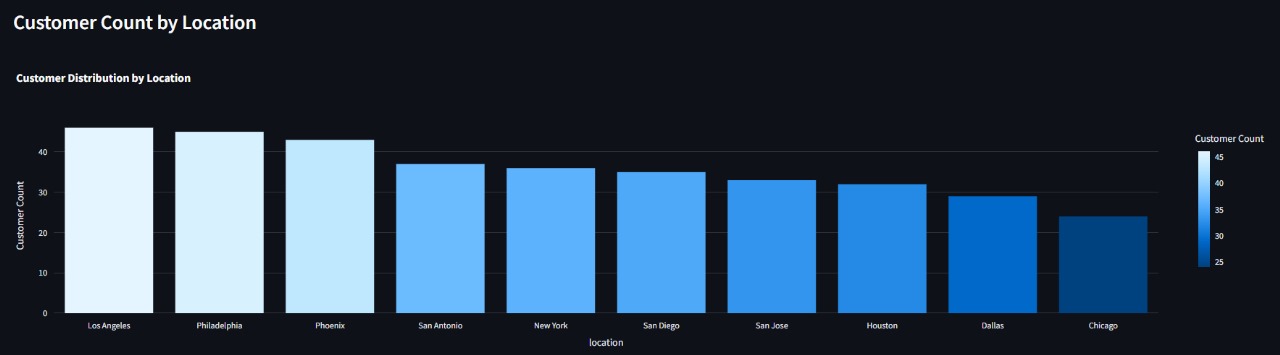 Customer Count by Location
Customer Distribution by Location
Customer Count
40
30
20
10
0
Los Angeles Philadelphia Phoenix San Antonio New York San Diego San Jose Houston Dallas Chicago
location
Customer Count
45
40
35
30
25